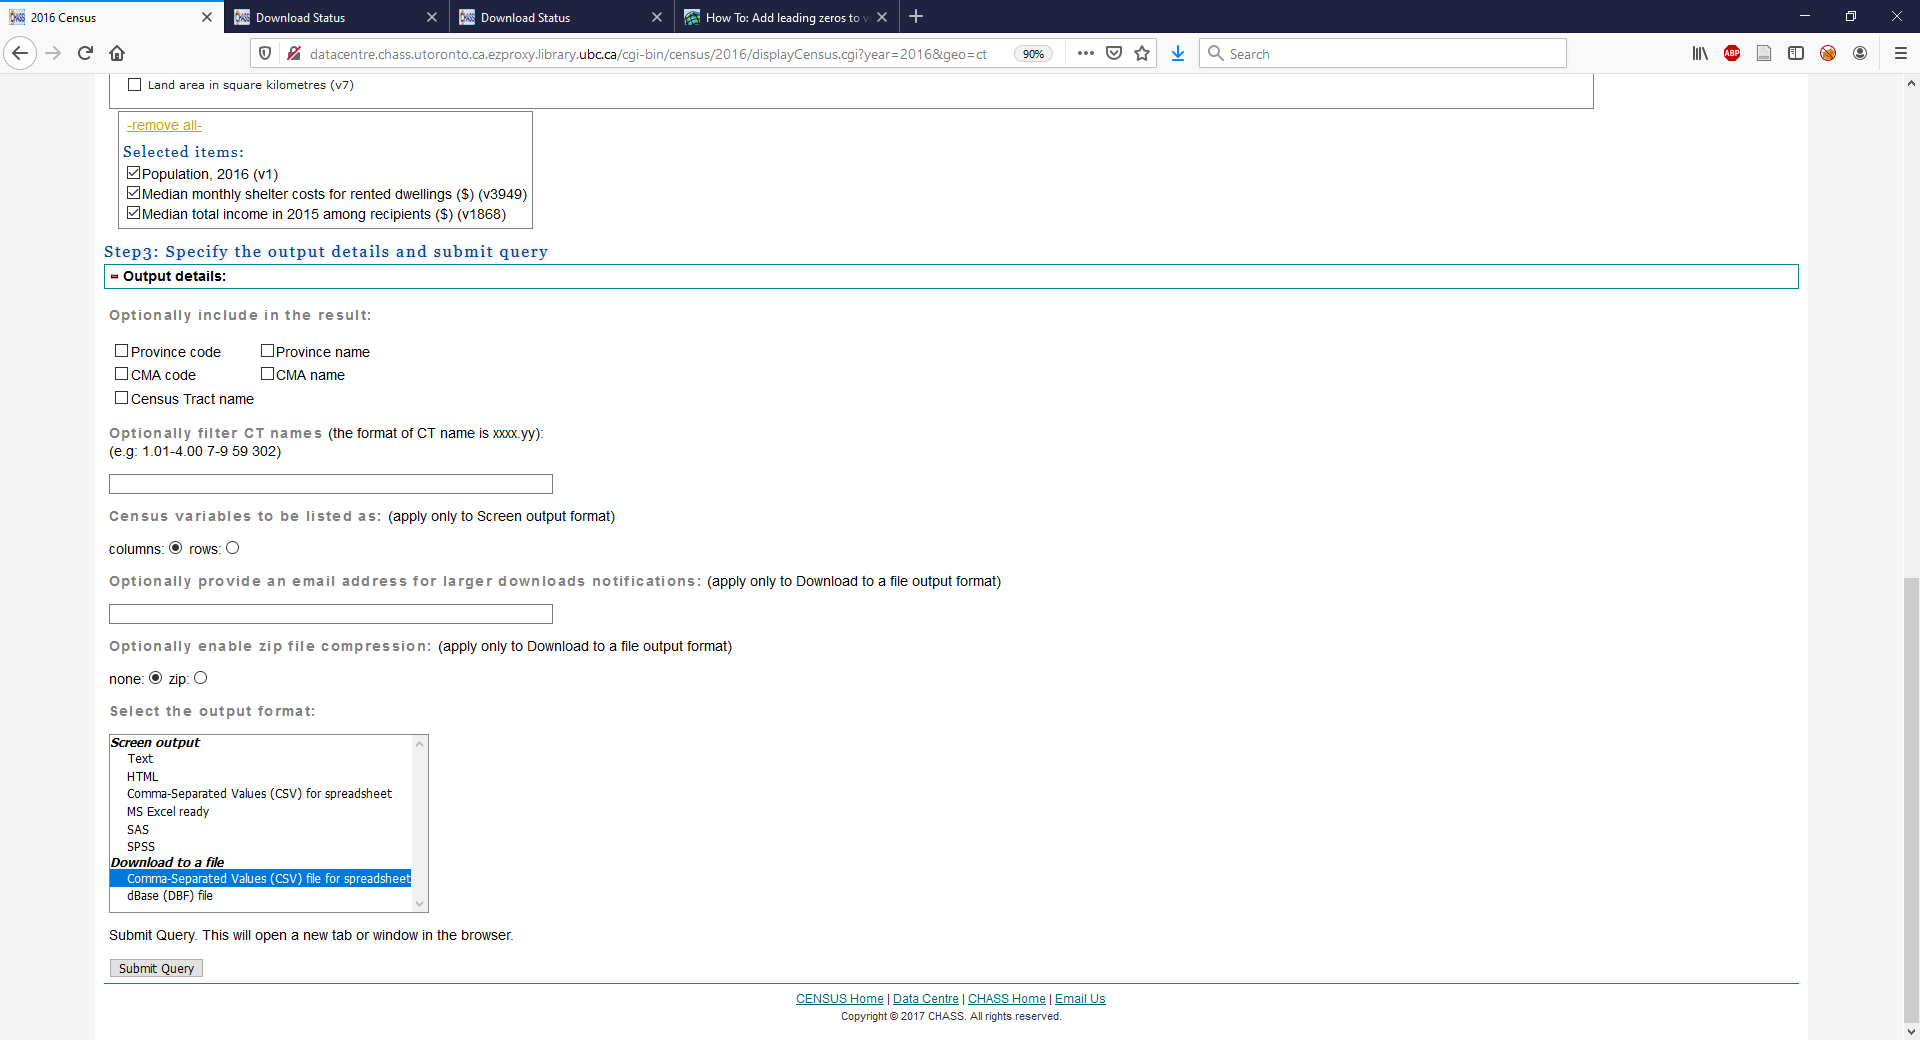 2016 Census
Download Status
Download Status
How To: Add leading zeros to v
datacentre.chass.utoronto.ca.ezproxy.library.ubc.ca/cgi-bin/census/2016/displayCensus.cgi?year=2016&geo=ct
90%
Search
ABP
Land area in square kilometres (v7)
-remove all-
Selected items:
Population, 2016 (v1)
Median monthly shelter costs for rented dwellings ($) (v3949)
Median total income in 2015 among recipients ($) (v1868)
Step3: Specify the output details and submit query
Output details:
Optionally include in the result:
Province code Province name
CMA code CMA name
Census Tract name
Optionally filter CT names (the format of CT name is xxxx.yy):
(e.g: 1.01-4.00 7-9 59 302)
Census variables to be listed as: (apply only to Screen output format)
columns: rows:
Optionally provide an email address for larger downloads notifications: (apply only to Download to a file output format)
Optionally enable zip file compression: (apply only to Download to a file output format)
none: zip:
Select the output format:
Screen output
Text
HTML
Comma-Separated Values (CSV) for spreadsheet
MS Excel ready
SAS
SPSS
Download to a file
Comma-Separated Values (CSV) file for spreadsheet
dBase (DBF) file
Submit Query. This will open a new tab or window in the browser.
Submit Query
CENSUS Home | Data Centre | CHASS Home | Email Us
Copyright © 2017 CHASS. All rights reserved.